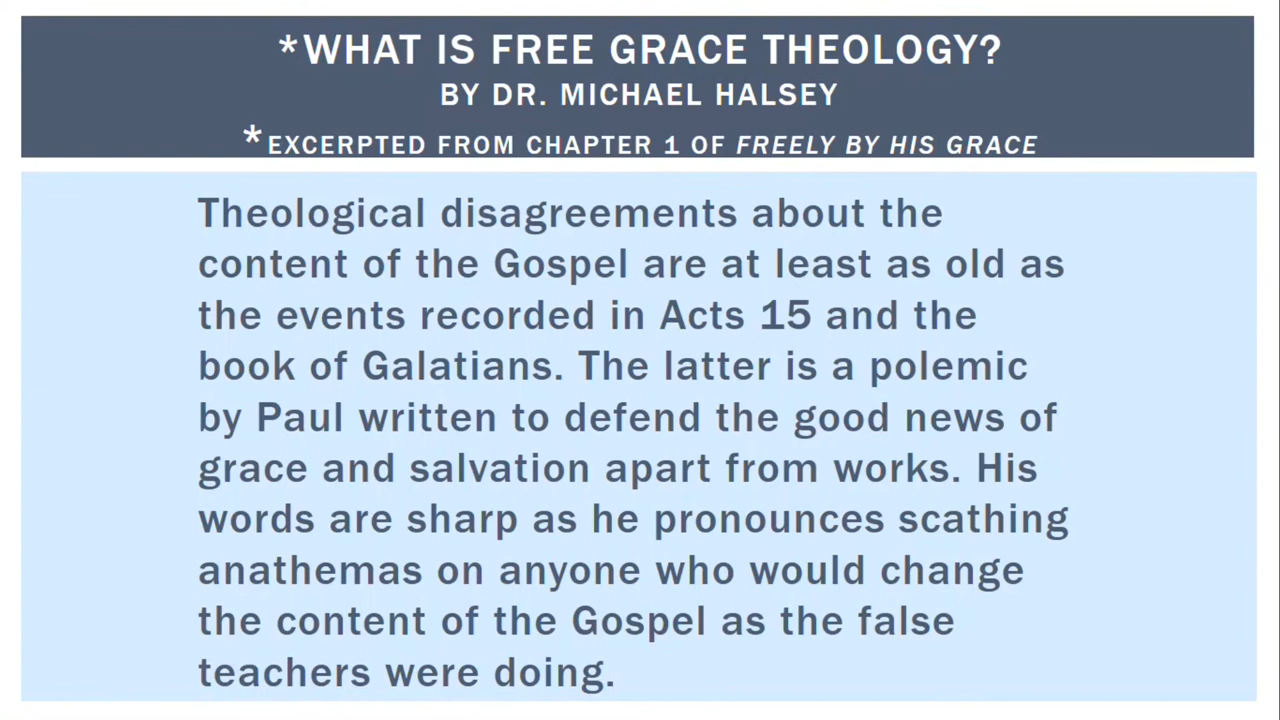 *WHAT IS FREE GRACE THEOLOGY?
BY DR. MICHAEL HALSEY
*EXCERPTED FROM CHAPTER 1 OF FREELY BY HIS GRACE
Theological disagreements about the
content of the Gospel are at least as old as
the events recorded in Acts 15 and the
book of Galatians. The latter is a polemic
by Paul written to defend the good news of
grace and salvation apart from works. His
words are sharp as he pronounces scathing
anathemas on anyone who would change
the content of the Gospel as the false
teachers were doing.